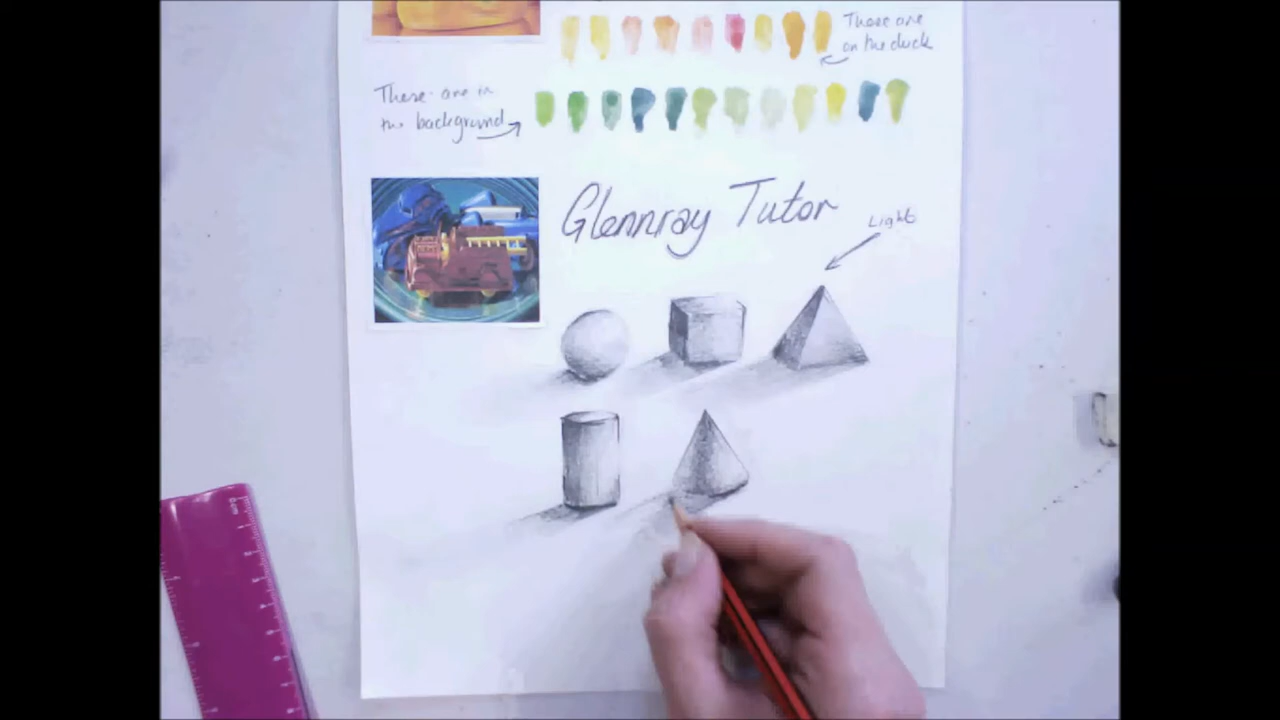 These are
on the duck
These are in
the background
Glennray Tutor
Light